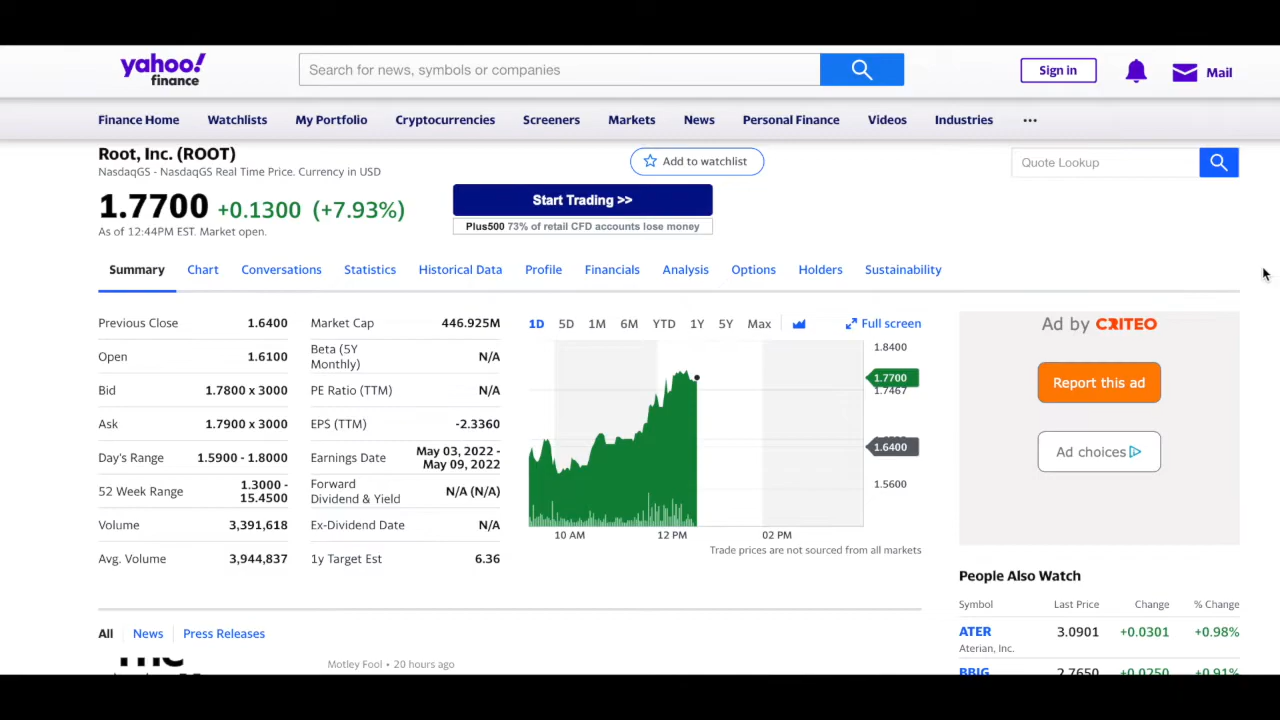 yahoo!
finance
Search for news, symbols or companies
Sign in
Mail
Finance Home Watchlists My Portfolio Cryptocurrencies Screeners Markets News Personal Finance Videos Industries ...
Root, Inc. (ROOT)
NasdaqGS - NasdaqGS Real Time Price. Currency in USD
Add to watchlist
Quote Lookup
1.7700 +0.1300 (+7.93%)
As of 12:44PM EST. Market open.
Start Trading >>
Plus500 73% of retail CFD accounts lose money
Summary Chart Conversations Statistics Historical Data Profile Financials Analysis Options Holders Sustainability
Previous Close 1.6400
Open 1.6100
Bid 1.7800 x 3000
Ask 1.7900 x 3000
Day's Range 1.5900 - 1.8000
52 Week Range 1.3000 -
15.4500
Volume 3,391,618
Avg. Volume 3,944,837
Market Cap 446.925M
Beta (5Y
Monthly) N/A
PE Ratio (TTM) N/A
EPS (TTM) -2.3360
Earnings Date May 03, 2022 -
May 09, 2022
Forward
Dividend & Yield N/A (N/A)
Ex-Dividend Date N/A
1y Target Est 6.36
1D 5D 1M 6M YTD 1Y 5Y Max Full screen
1.8400
1.7700
1.7467
1.6400
1.5600
10 AM 12 PM 02 PM
Trade prices are not sourced from all markets
Ad by CRITEO
Report this ad
Ad choices
People Also Watch
Symbol Last Price Change % Change
ATER 3.0901 +0.0301 +0.98%
Aterian, Inc.
BBIG 2.7650 +0.0250 +0.91%
All News Press Releases
Motley Fool • 20 hours ago